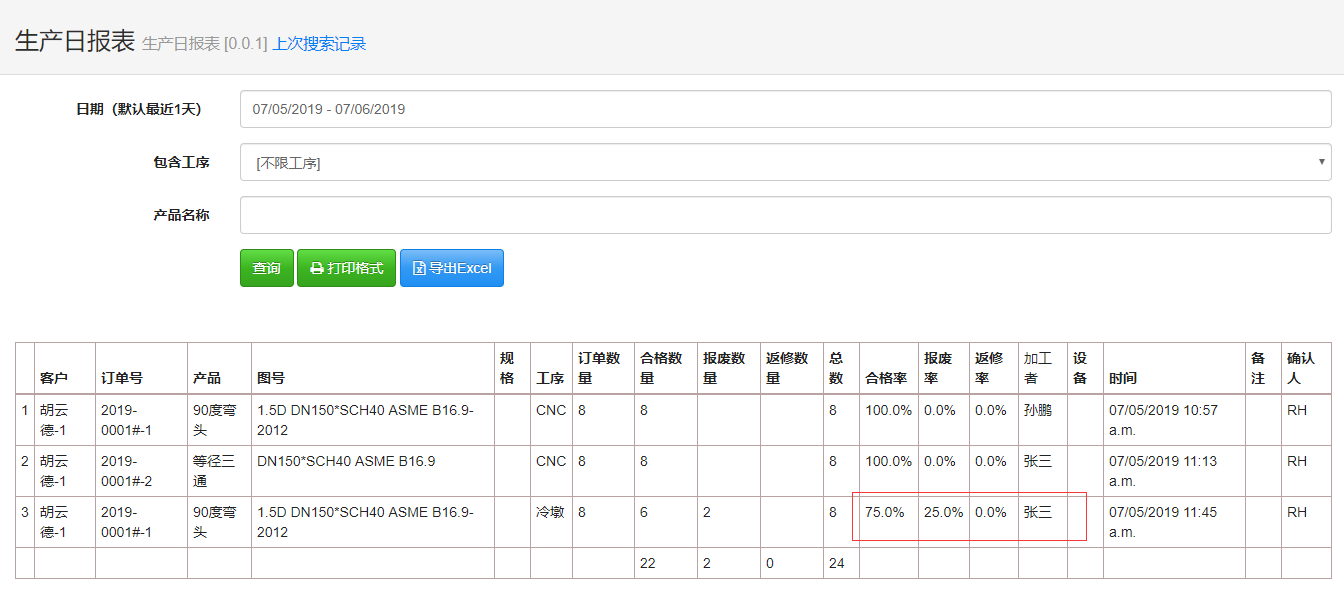 生产日报表 生产日报表 [0.0.1] 上次搜索记录
日期（默认最近1天） 07/05/2019 - 07/06/2019
包含工序 [不限工序]
产品名称
查询 打印格式 导出Excel
客户 订单号 产品 图号 规格 工序 订单数量 合格数量 报废数量 返修数量 总数 合格率 报废率 返修率 加工者 设备 时间 备注 确认人
1 胡云德-1 2019-0001#-1 90度弯头 1.5D DN150*SCH40 ASME B16.9-2012 CNC 8 8 8 100.0% 0.0% 0.0% 孙鹏 07/05/2019 10:57 a.m. RH
2 胡云德-1 2019-0001#-2 等径三通 DN150*SCH40 ASME B16.9 CNC 8 8 8 100.0% 0.0% 0.0% 张三 07/05/2019 11:13 a.m. RH
3 胡云德-1 2019-0001#-1 90度弯头 1.5D DN150*SCH40 ASME B16.9-2012 冷墩 8 6 2 8 75.0% 25.0% 0.0% 张三 07/05/2019 11:45 a.m. RH
22 2 0 24